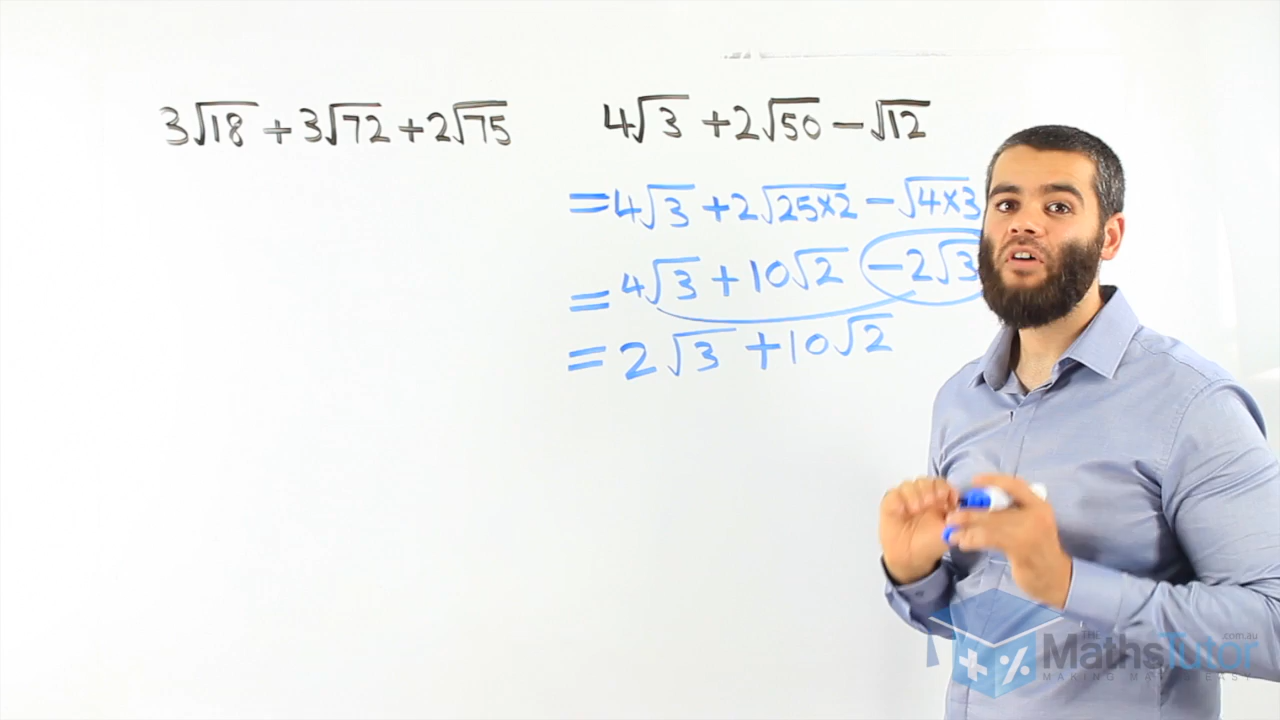 3√18 + 3√72 + 2√75
4√3 + 2√50 − √12
= 4√3 + 2√25×2 − √4×3
= 4√3 + 10√2 − 2√3
= 2√3 + 10√2
THE
MathsTutor
.com.au
MAKING MATHS EASY